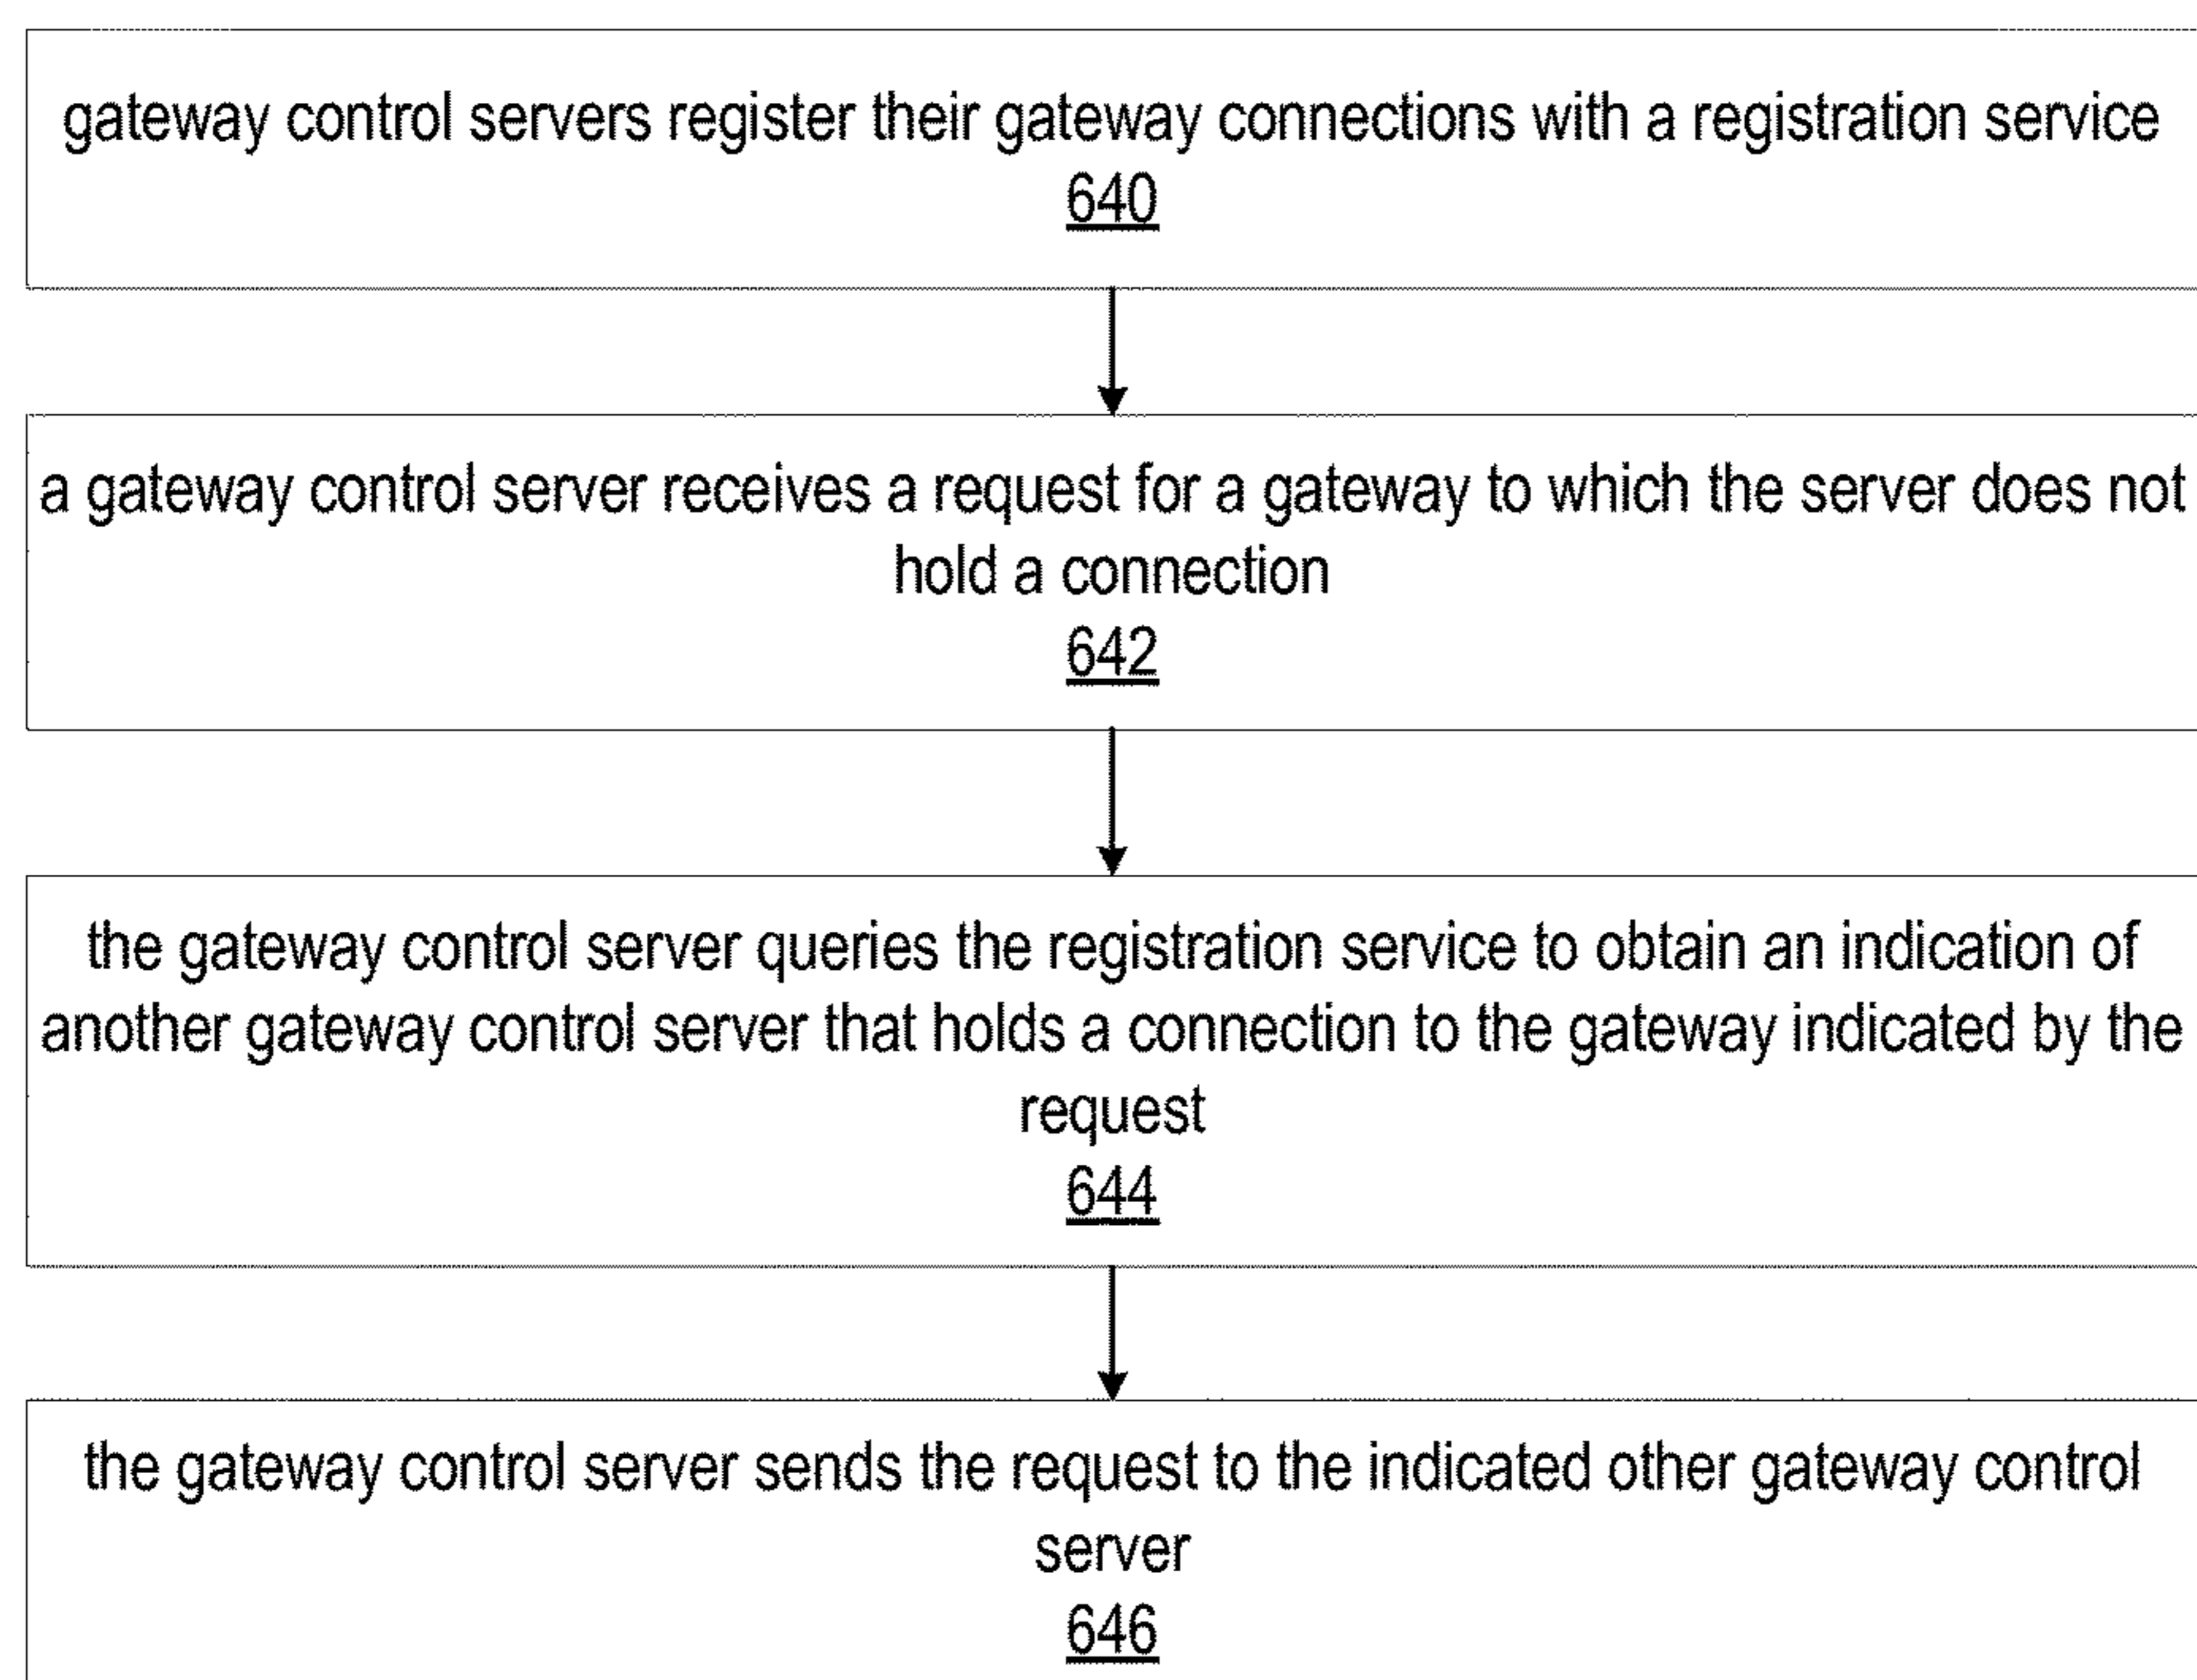 gateway control servers register their gateway connections with a registration service
640
a gateway control server receives a request for a gateway to which the server does not
hold a connection
642
the gateway control server queries the registration service to obtain an indication of
another gateway control server that holds a connection to the gateway indicated by the
request
644
the gateway control server sends the request to the indicated other gateway control
server
646